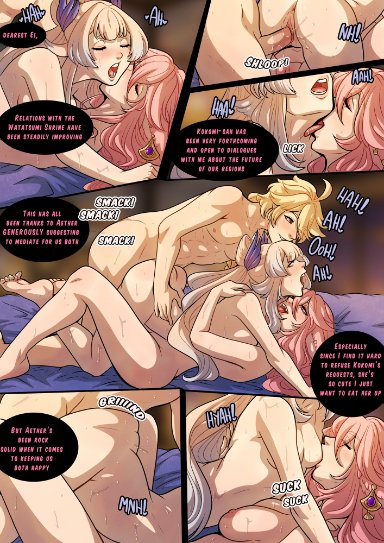 HAH..
AH..
DEAREST EI,
RELATIONS WITH THE
WATATSUMI SHRINE HAVE
BEEN STEADILY IMPROVING
SHLOOP!
NH!
AAH!
HAA!
KOKOMI-SAN HAS
BEEN VERY FORTHCOMING
AND OPEN TO DIALOGUES
WITH ME ABOUT THE FUTURE
OF OUR REGIONS
LICK
THIS HAS ALL
BEEN THANKS TO AETHER
GENEROUSLY SUGGESTING
TO MEDIATE FOR US BOTH
SMACK!
SMACK!
SMACK!
HAH!
AH!
OOH!
AH!
ESPECIALLY
SINCE I FIND IT HARD
TO REFUSE KOKOMI'S
REQUESTS, SHE'S
SO CUTE I JUST
WANT TO EAT HER UP
GRIIIND
BUT AETHER'S
BEEN ROCK
SOLID WHEN IT COMES
TO KEEPING US
BOTH HAPPY
MNH!
HYAH!
SUCK
SUCK